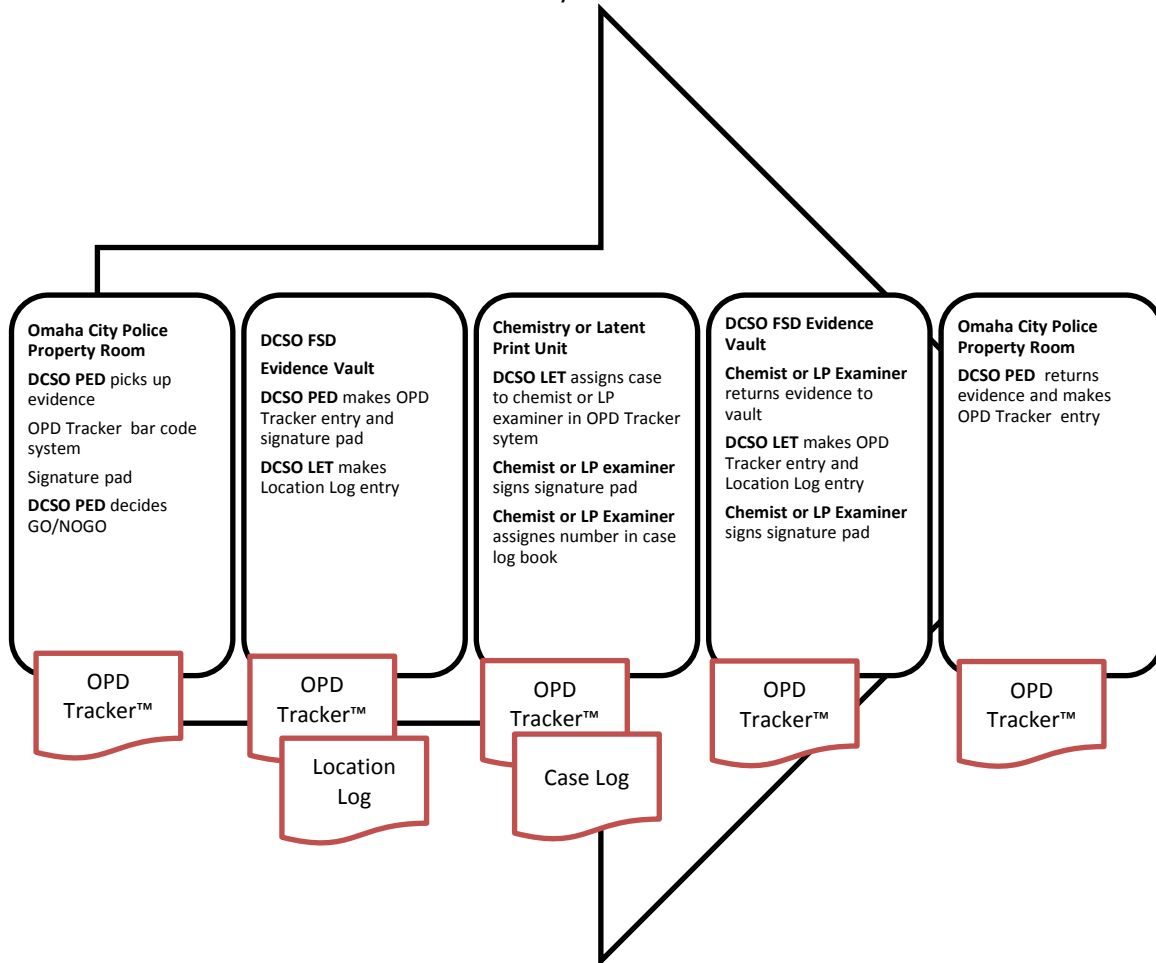 Omaha City Police
Property Room
DCSO PED picks up
evidence
OPD Tracker bar code
system
Signature pad
DCSO PED decides
GO/NOGO
OPD
Tracker™
DCSO FSD
Evidence Vault
DCSO PED makes OPD
Tracker entry and
signature pad
DCSO LET makes
Location Log entry
OPD
Tracker™
Location
Log
Chemistry or Latent
Print Unit
DCSO LET assigns case
to chemist or LP
examiner in OPD Tracker
sytem
Chemist or LP examiner
signs signature pad
Chemist or LP Examiner
assignes number in case
log book
OPD
Tracker™
Case Log
DCSO FSD Evidence
Vault
Chemist or LP Examiner
returns evidence to
vault
DCSO LET makes OPD
Tracker entry and
Location Log entry
Chemist or LP Examiner
signs signature pad
OPD
Tracker™
Omaha City Police
Property Room
DCSO PED returns
evidence and makes
OPD Tracker entry
OPD
Tracker™